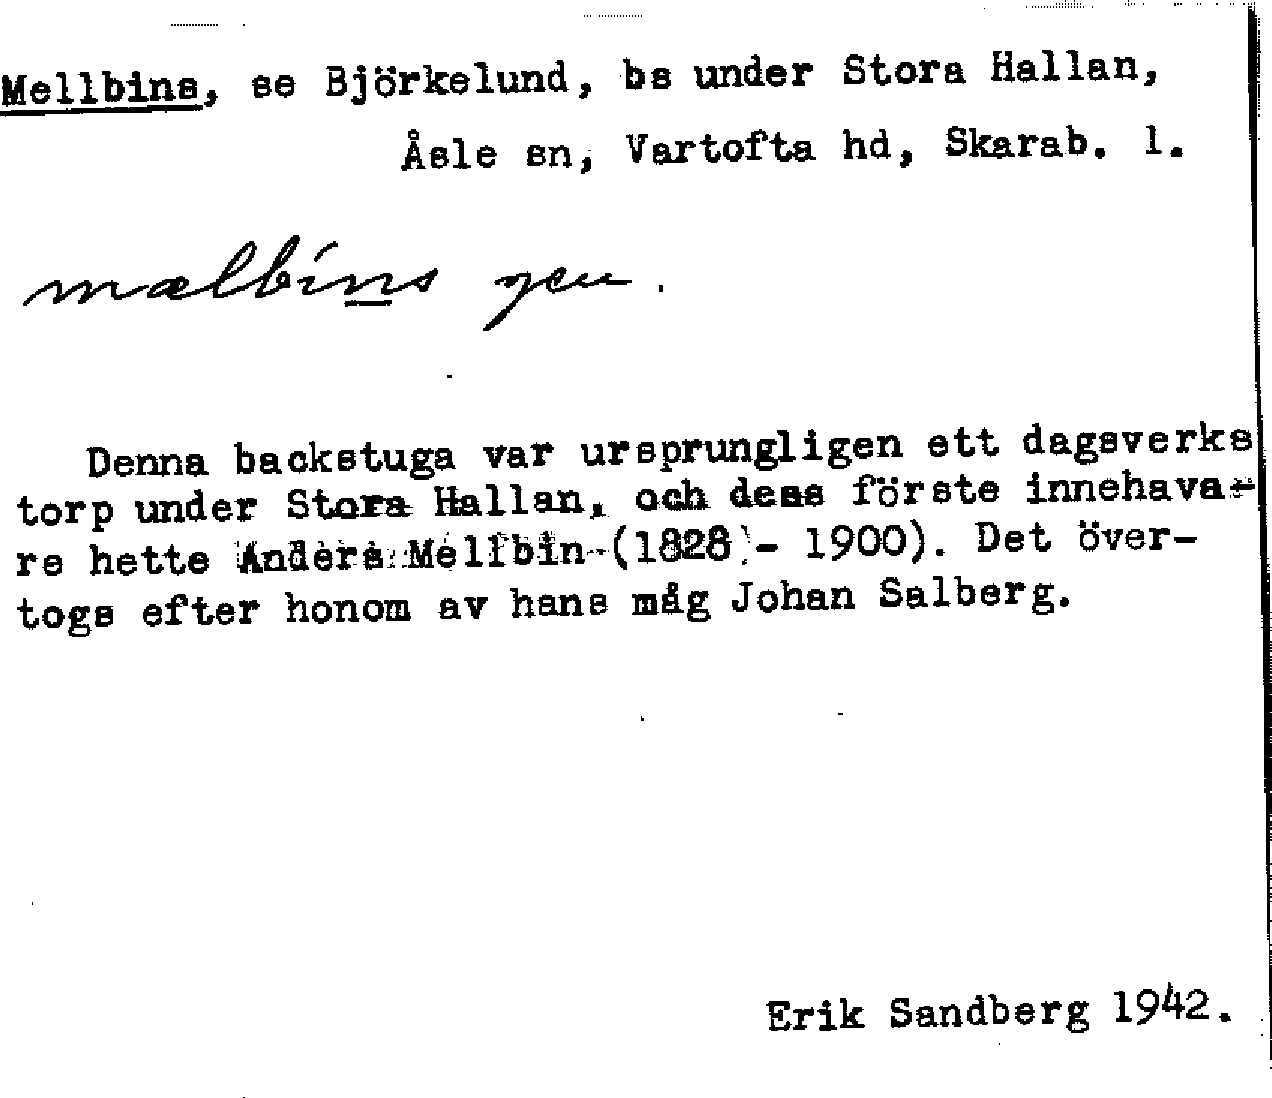 Mellbins, se Björkelund, bs under Stora Hallan,
Åsle sn, Vartofta hd, Skarab. l.
mælbíns gen.
Denna backstuga var ursprungligen ett dagsverks
torp under Stora Hallan, och dess förste innehava-
re hette Anders Mellbin (1828 - 1900). Det över-
togs efter honom av hans måg Johan Salberg.
Erik Sandberg 1942.